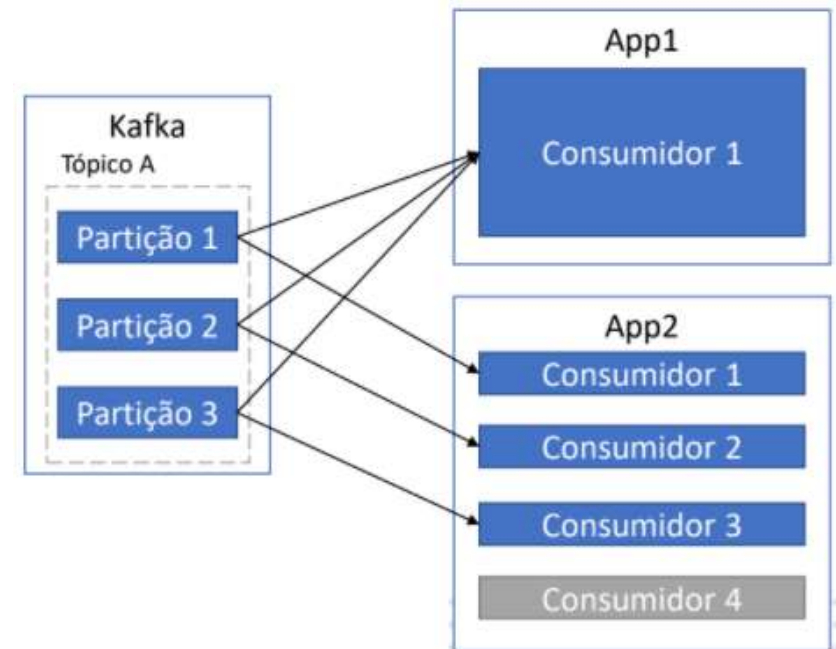 Kafka
Tópico A
Partição 1
Partição 2
Partição 3
App1
Consumidor 1
App2
Consumidor 1
Consumidor 2
Consumidor 3
Consumidor 4